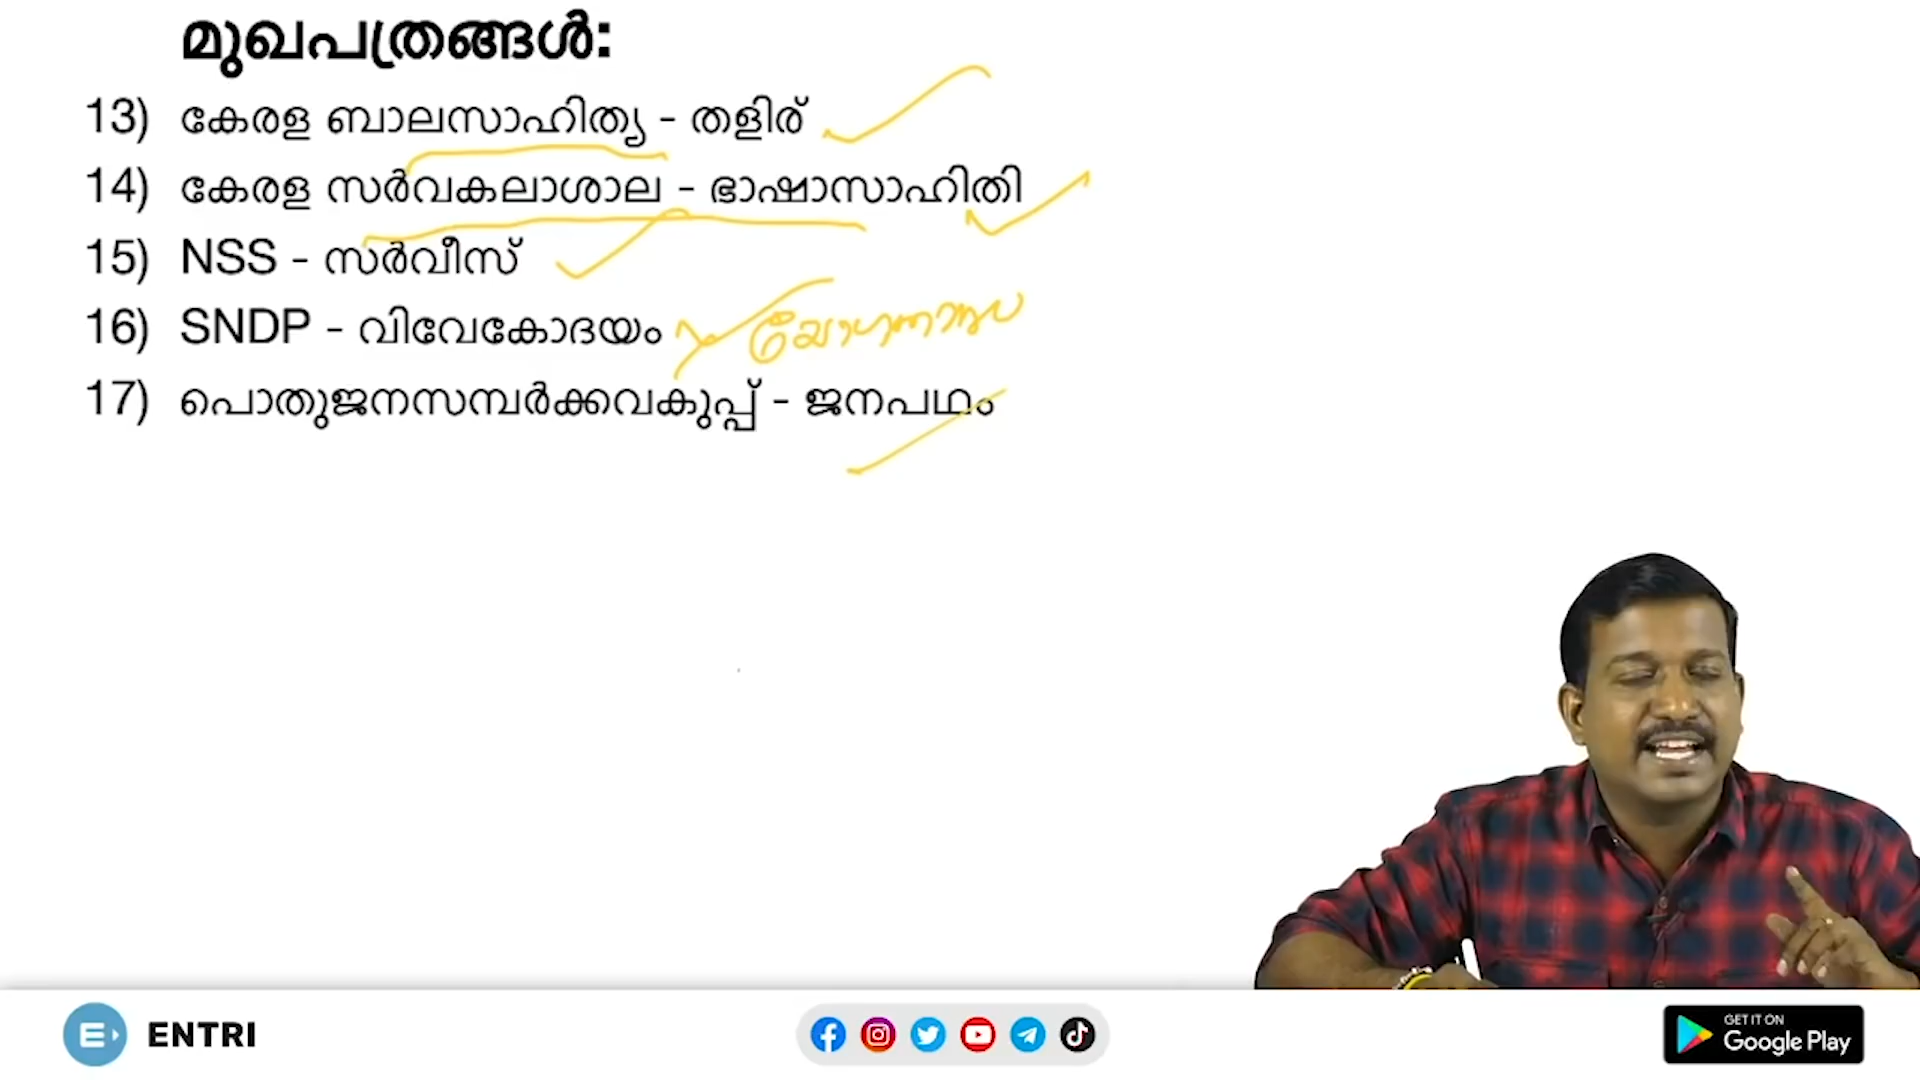 മുഖപത്രങ്ങൾ:
13) കേരള ബാലസാഹിത്യ - തളിര്
14) കേരള സർവകലാശാല - ഭാഷാസാഹിതി
15) NSS - സർവീസ്
16) SNDP - വിവേകോദയം
17) പൊതുജനസമ്പർക്കവകുപ്പ് - ജനപഥം
ENTRI
GET IT ON
Google Play